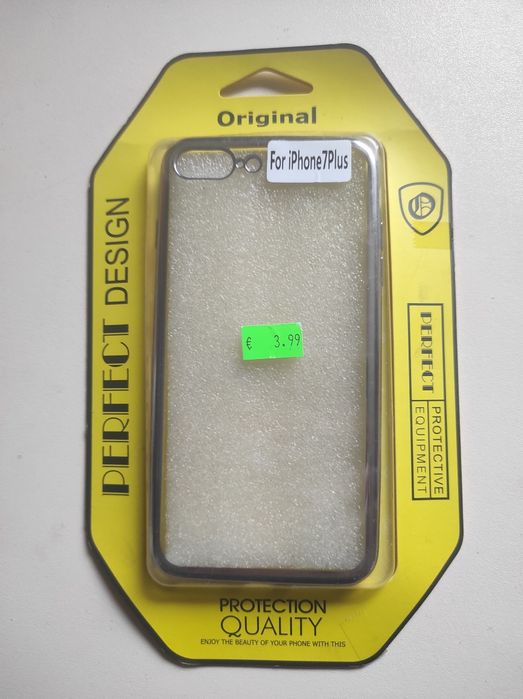 Original
For iPhone7Plus
PERFECT DESIGN
€ 3.99
PERFECT
PROTECTIVE
EQUIPMENT
PROTECTION
QUALITY
ENJOY THE BEAUTY OF YOUR PHONE WITH THIS